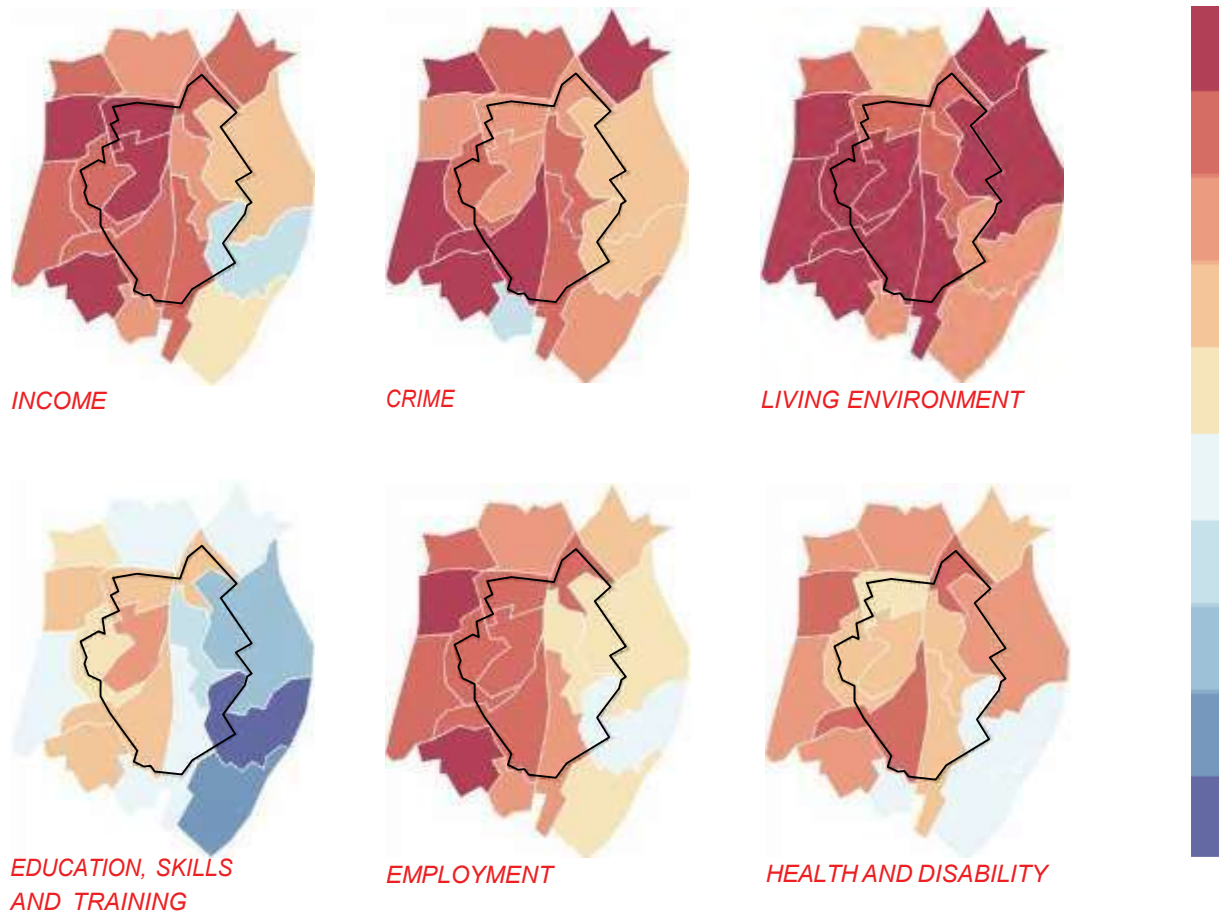 INCOME
CRIME
LIVING ENVIRONMENT
EDUCATION, SKILLS
AND TRAINING
EMPLOYMENT
HEALTH AND DISABILITY